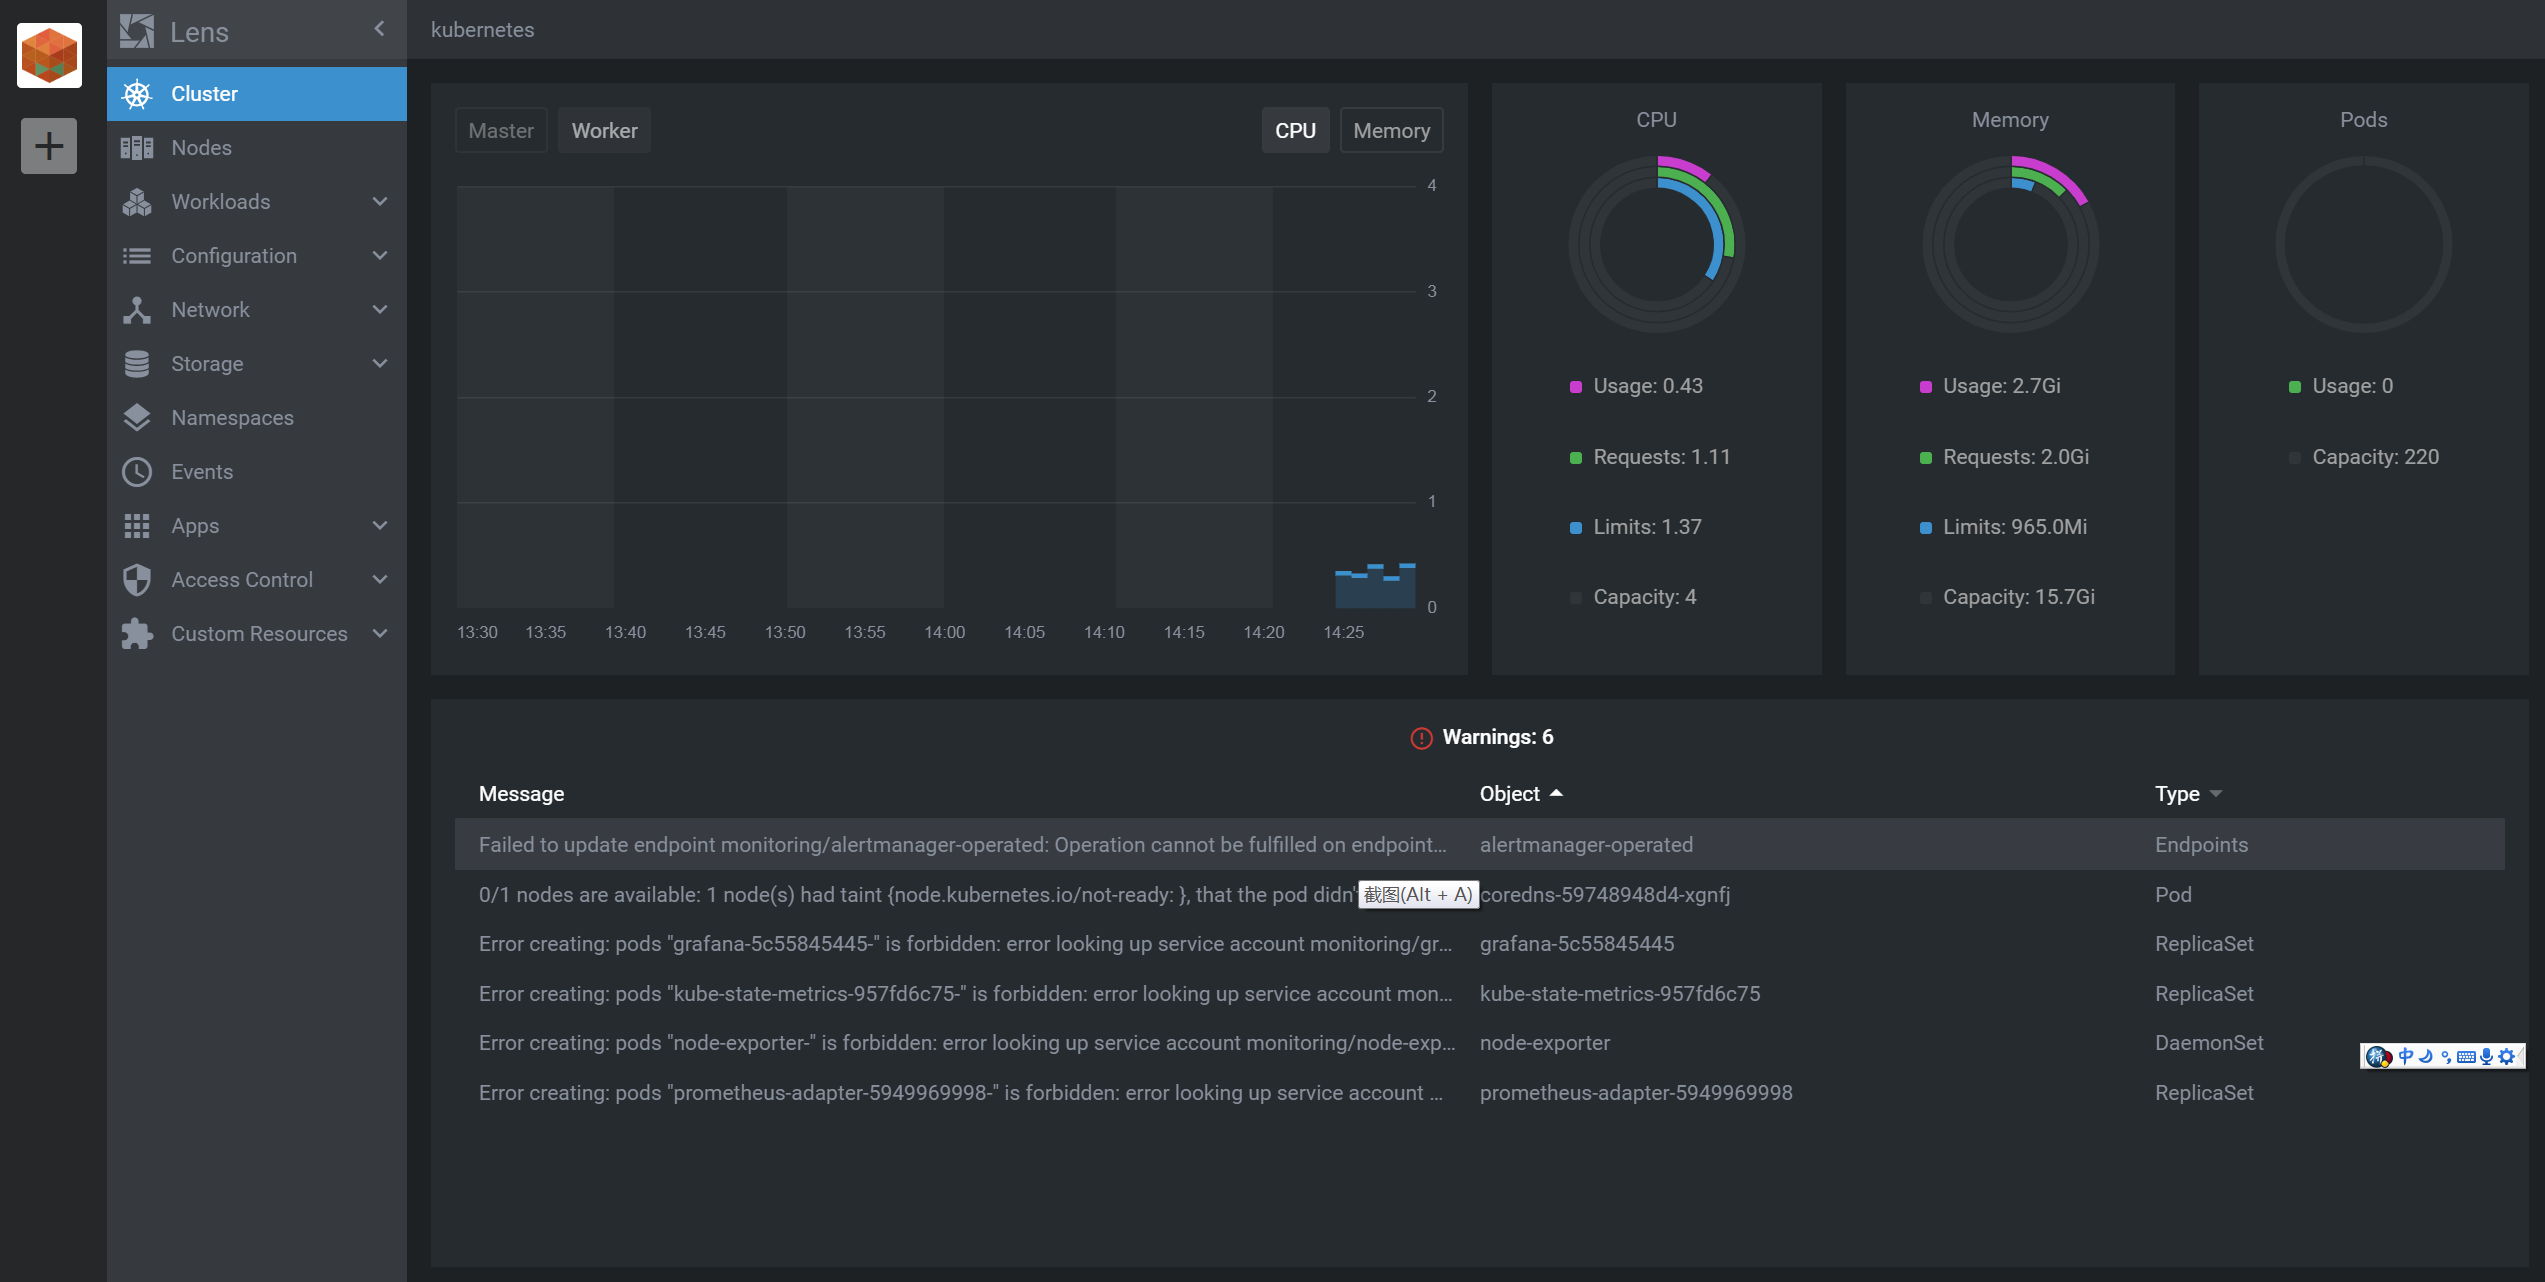 Lens
kubernetes
Cluster
Nodes
Workloads
Configuration
Network
Storage
Namespaces
Events
Apps
Access Control
Custom Resources
Master Worker CPU Memory
4
3
2
1
0
13:30 13:35 13:40 13:45 13:50 13:55 14:00 14:05 14:10 14:15 14:20 14:25
CPU
Usage: 0.43
Requests: 1.11
Limits: 1.37
Capacity: 4
Memory
Usage: 2.7Gi
Requests: 2.0Gi
Limits: 965.0Mi
Capacity: 15.7Gi
Pods
Usage: 0
Capacity: 220
Warnings: 6
Message Object Type
Failed to update endpoint monitoring/alertmanager-operated: Operation cannot be fulfilled on endpoint... alertmanager-operated Endpoints
0/1 nodes are available: 1 node(s) had taint {node.kubernetes.io/not-ready: }, that the pod didn' 截图(Alt + A) coredns-59748948d4-xgnfj Pod
Error creating: pods "grafana-5c55845445-" is forbidden: error looking up service account monitoring/gr... grafana-5c55845445 ReplicaSet
Error creating: pods "kube-state-metrics-957fd6c75-" is forbidden: error looking up service account mon... kube-state-metrics-957fd6c75 ReplicaSet
Error creating: pods "node-exporter-" is forbidden: error looking up service account monitoring/node-exp... node-exporter DaemonSet
中
Error creating: pods "prometheus-adapter-5949969998-" is forbidden: error looking up service account ... prometheus-adapter-5949969998 ReplicaSet